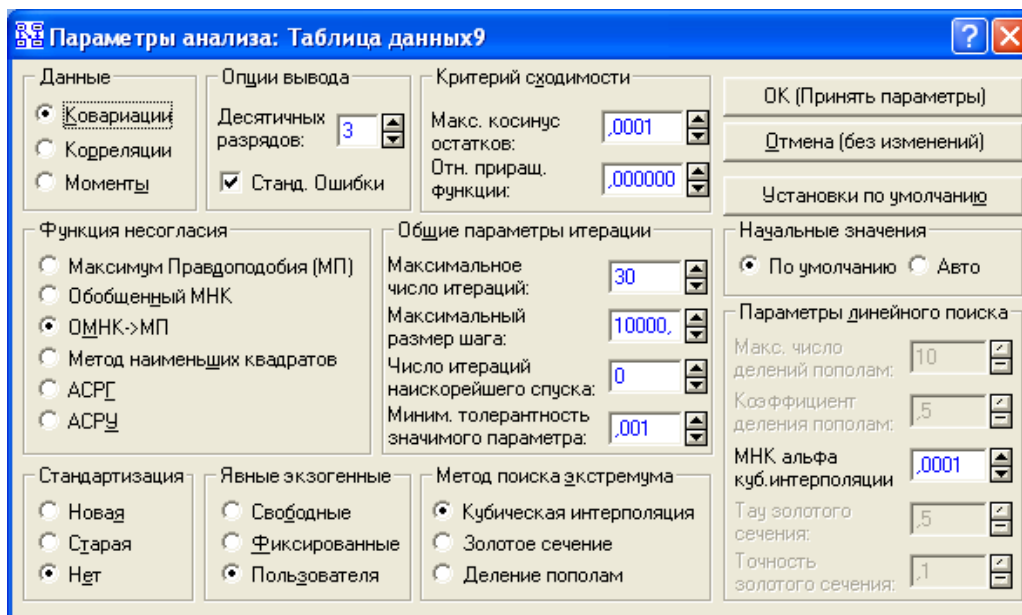 Параметры анализа: Таблица данных9
Данные
Ковариации
Корреляции
Моменты
Опции вывода
Десятичных
разрядов:
3
Станд. Ошибки
Критерий сходимости
Макс. косинус
остатков:
,0001
Отн. приращ.
функции:
,000000
ОК (Принять параметры)
Отмена (без изменений)
Установки по умолчанию
Функция несогласия
Максимум Правдоподобия (МП)
Обобщенный МНК
ОМНК->МП
Метод наименьших квадратов
АСРГ
АСРУ
Общие параметры итерации
Максимальное
число итераций:
30
Максимальный
размер шага:
10000,
Число итераций
наискорейшего спуска:
0
Миним. толерантность
значимого параметра:
,001
Начальные значения
По умолчанию
Авто
Параметры линейного поиска
Макс. число
делений пополам:
10
Коэффициент
деления пополам:
,5
МНК альфа
куб.интерполяции
,0001
Тау золотого
сечения:
,5
Точность
золотого сечения:
,1
Стандартизация
Новая
Старая
Нет
Явные экзогенные
Свободные
Фиксированные
Пользователя
Метод поиска экстремума
Кубическая интерполяция
Золотое сечение
Деление пополам